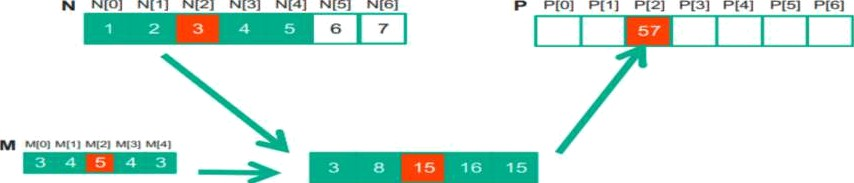 N N[0] N[1] N[2] N[3] N[4] N[5] N[6]
1 2 3 4 5 6 7
P P[0] P[1] P[2] P[3] P[4] P[5] P[6]
57
M M[0] M[1] M[2] M[3] M[4]
3 4 5 4 3
3 8 15 16 15